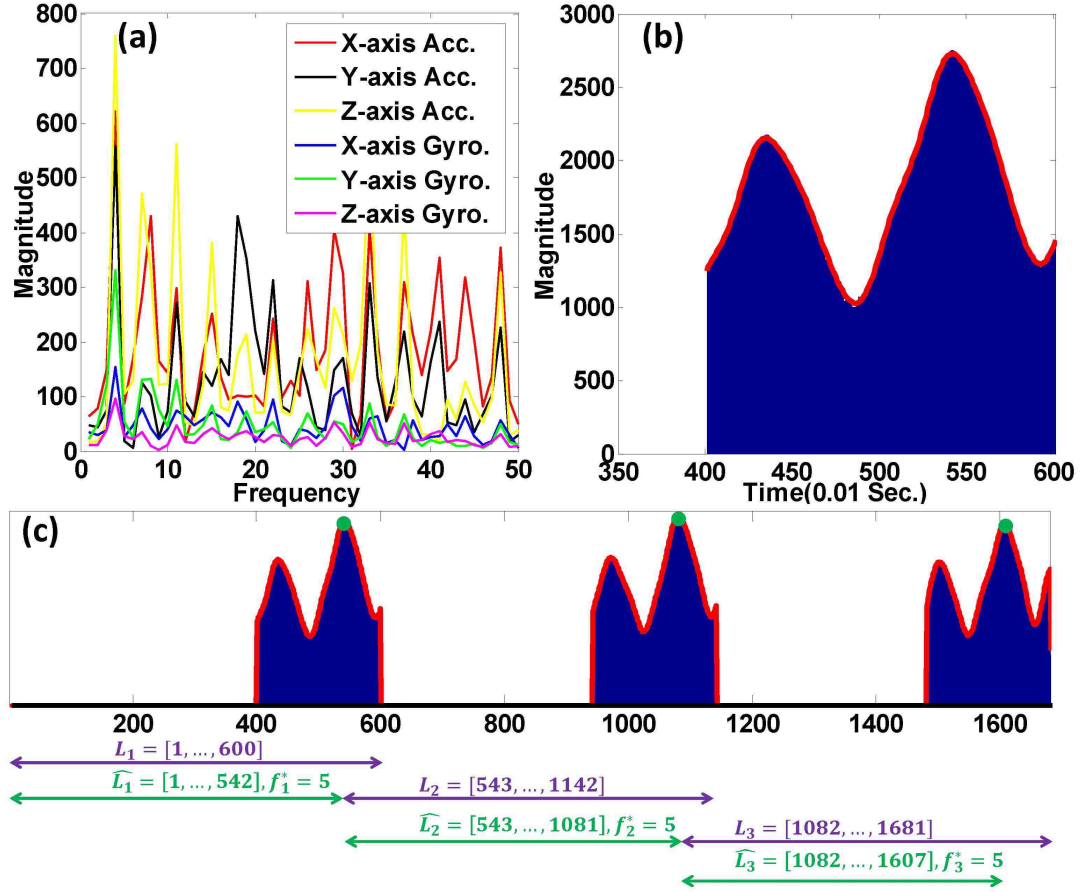 (a)
800
700
600
500
400
300
200
100
0
Magnitude
X-axis Acc.
Y-axis Acc.
Z-axis Acc.
X-axis Gyro.
Y-axis Gyro.
Z-axis Gyro.
0 10 20 30 40 50
Frequency
(b)
3000
2500
2000
1500
1000
500
0
Magnitude
350 400 450 500 550 600
Time(0.01 Sec.)
(c)
200 400 600 800 1000 1200 1400 1600
L₁ = [1, ..., 600]
L̂₁ = [1, ..., 542], f₁* = 5
L₂ = [543, ..., 1142]
L̂₂ = [543, ..., 1081], f₂* = 5
L₃ = [1082, ..., 1681]
L̂₃ = [1082, ..., 1607], f₃* = 5